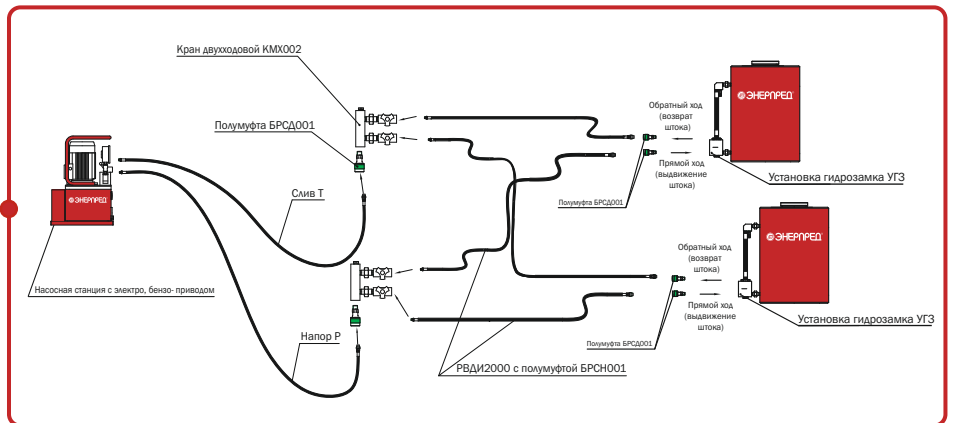 Кран двухходовой КМХ002
Полумуфта БРСД001
Слив Т
ЭНЕРПРЕД
Насосная станция с электро, бензо- приводом
Напор Р
РВДИ2000 с полумуфтой БРСН001
Обратный ход
(возврат
штока)
Прямой ход
(выдвижение
штока)
Полумуфта БРСД001
ЭНЕРПРЕД
Установка гидрозамка УГЗ
Обратный ход
(возврат
штока)
Прямой ход
(выдвижение
штока)
Полумуфта БРСД001
ЭНЕРПРЕД
Установка гидрозамка УГЗ